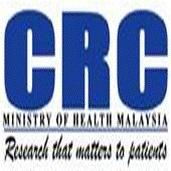 CRC
MINISTRY OF HEALTH MALAYSIA
Research that matters to patients